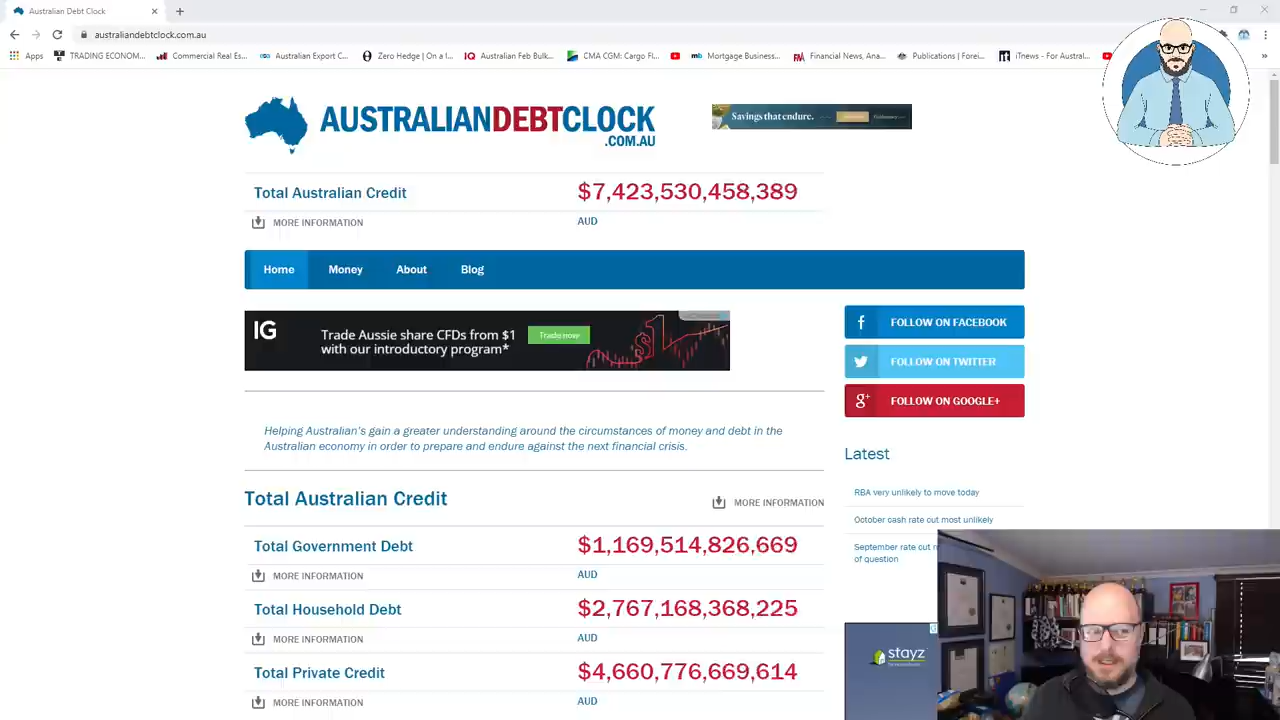 Australian Debt Clock
australiandebtclock.com.au
Apps
TRADING ECONOM...
Commercial Real Es...
Australian Export C...
Zero Hedge | On a l...
Australian Feb Bulk...
CMA CGM: Cargo Fl...
Mortgage Business...
Financial News, Ana...
Publications | Forei...
iTnews - For Austral...
AUSTRALIANDEBTCLOCK
.COM.AU
Savings that endure.
Total Australian Credit
$7,423,530,458,389
MORE INFORMATION
AUD
Home
Money
About
Blog
IG
Trade Aussie share CFDs from $1
with our introductory program*
Trade now
FOLLOW ON FACEBOOK
FOLLOW ON TWITTER
FOLLOW ON GOOGLE+
Helping Australian's gain a greater understanding around the circumstances of money and debt in the
Australian economy in order to prepare and endure against the next financial crisis.
Latest
RBA very unlikely to move today
October cash rate cut most unlikely
September rate cut
of question
Total Australian Credit
MORE INFORMATION
Total Government Debt
$1,169,514,826,669
MORE INFORMATION
AUD
Total Household Debt
$2,767,168,368,225
MORE INFORMATION
AUD
Total Private Credit
$4,660,776,669,614
MORE INFORMATION
AUD
stayz